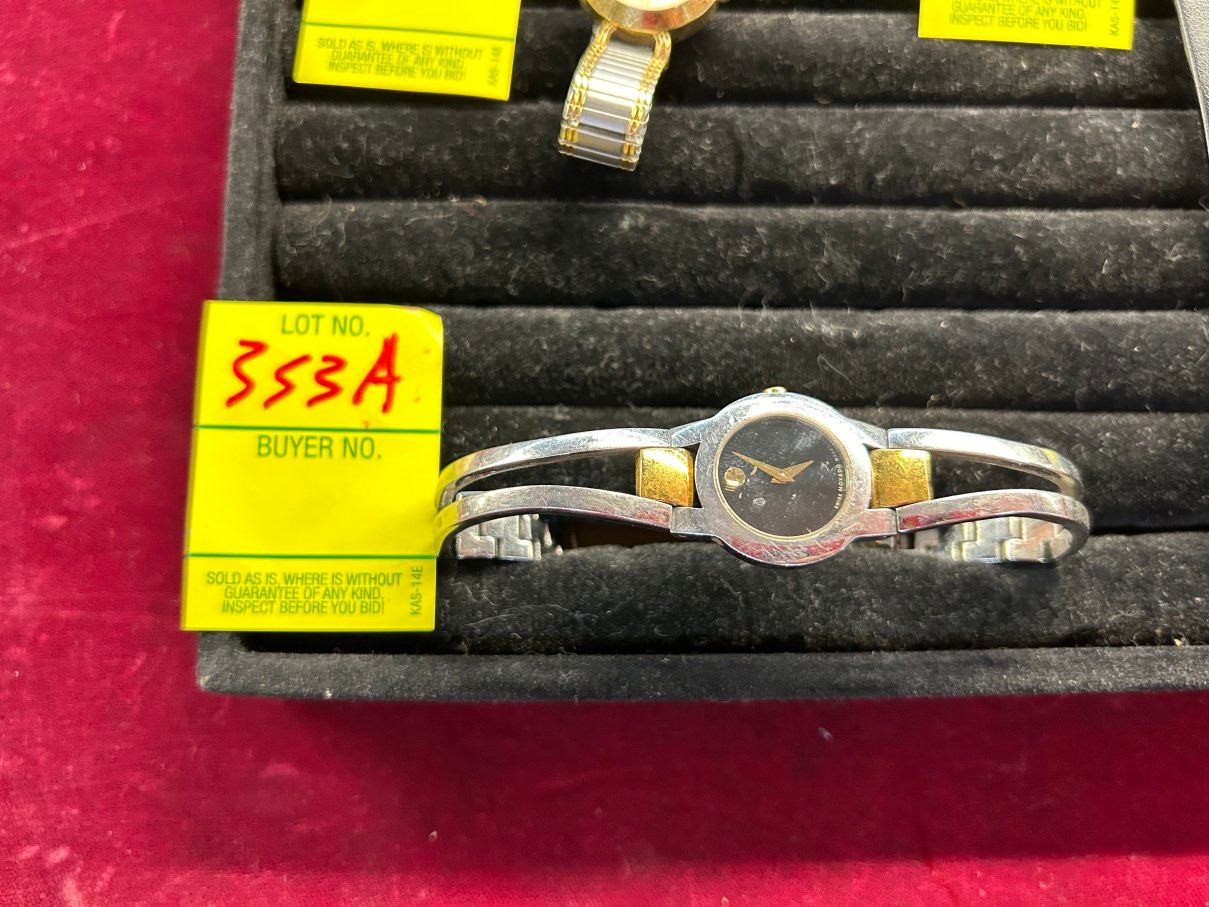 SOLD AS IS, WHERE IS WITHOUT
GUARANTEE OF ANY KIND.
INSPECT BEFORE YOU BID!
KAS-14E
GUARANTEE OF ANY KIND.
INSPECT BEFORE YOU BID!
LOT NO.
353A
BUYER NO.
SOLD AS IS, WHERE IS WITHOUT
GUARANTEE OF ANY KIND.
INSPECT BEFORE YOU BID!
KAS-14E